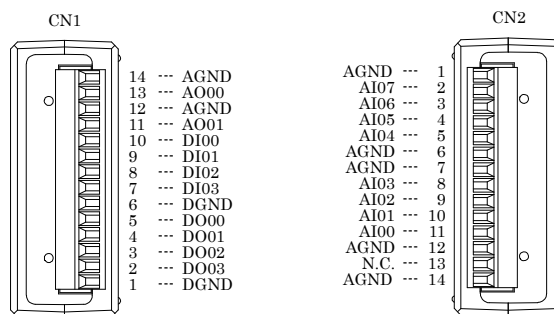 CN1
14 --- AGND
13 --- AO00
12 --- AGND
11 --- AO01
10 --- DI00
9 --- DI01
8 --- DI02
7 --- DI03
6 --- DGND
5 --- DO00
4 --- DO01
3 --- DO02
2 --- DO03
1 --- DGND
CN2
AGND --- 1
AI07 --- 2
AI06 --- 3
AI05 --- 4
AI04 --- 5
AGND --- 6
AGND --- 7
AI03 --- 8
AI02 --- 9
AI01 --- 10
AI00 --- 11
AGND --- 12
N.C. --- 13
AGND --- 14